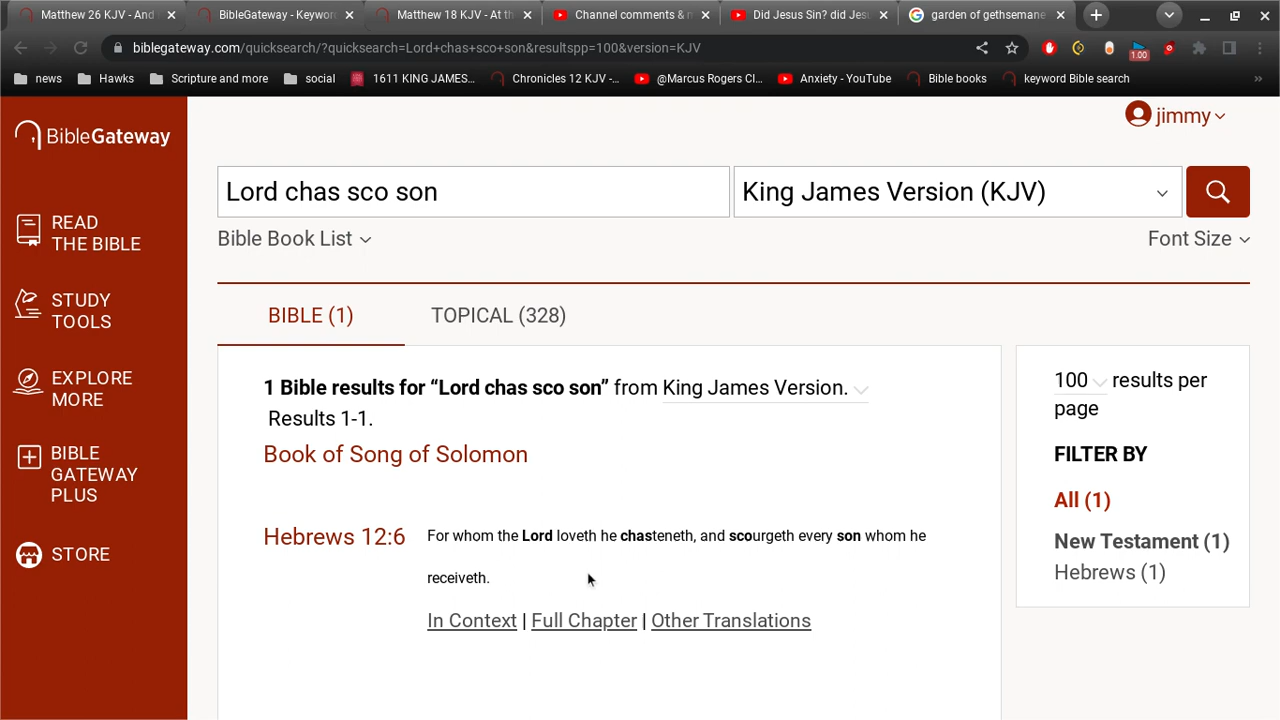 Matthew 26 KJV - And
BibleGateway - Keywor
Matthew 18 KJV - At th
Channel comments & m
Did Jesus Sin? did Jesu
garden of gethsemane
biblegateway.com/quicksearch/?quicksearch=Lord+chas+sco+son&resultspp=100&version=KJV
1.00
news
Hawks
Scripture and more
social
1611 KING JAMES...
Chronicles 12 KJV -...
@Marcus Rogers Cl...
Anxiety - YouTube
Bible books
keyword Bible search
»
BibleGateway
jimmy
Lord chas sco son
King James Version (KJV)
Bible Book List
Font Size
READ
THE BIBLE
STUDY
TOOLS
EXPLORE
MORE
BIBLE
GATEWAY
PLUS
STORE
BIBLE (1)
TOPICAL (328)
1 Bible results for “Lord chas sco son” from King James Version.
Results 1-1.
Book of Song of Solomon
Hebrews 12:6
For whom the Lord loveth he chasteneth, and scourgeth every son whom he
receiveth.
In Context | Full Chapter | Other Translations
100 results per
page
FILTER BY
All (1)
New Testament (1)
Hebrews (1)